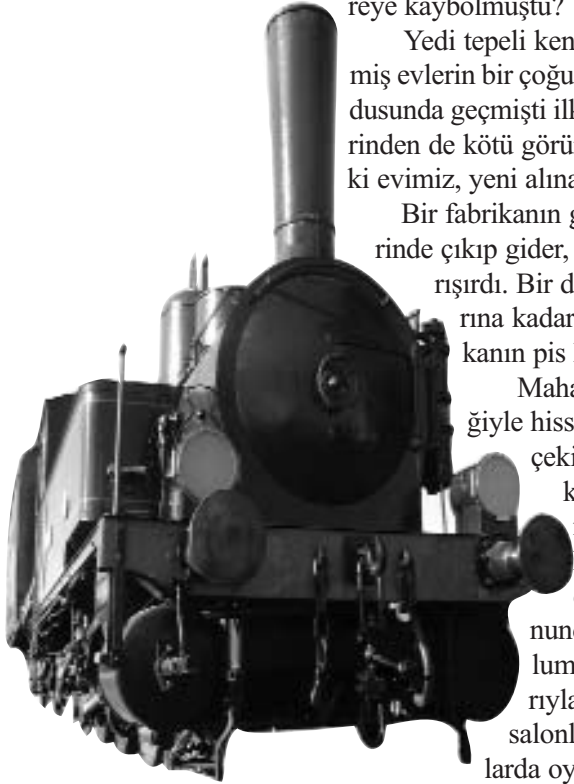 reye kaybolmuştu?
Yedi tepeli ken
miş evlerin bir çoğu
dusunda geçmişti ilk
rinden de kötü görü
ki evimiz, yeni alına
Bir fabrikanın g
rinde çıkıp gider,
rışırdı. Bir d
rına kadar
kanın pis
Maha
ğiyle hiss
çeki
k
nund
lum
rıyla
salonl
larda oy